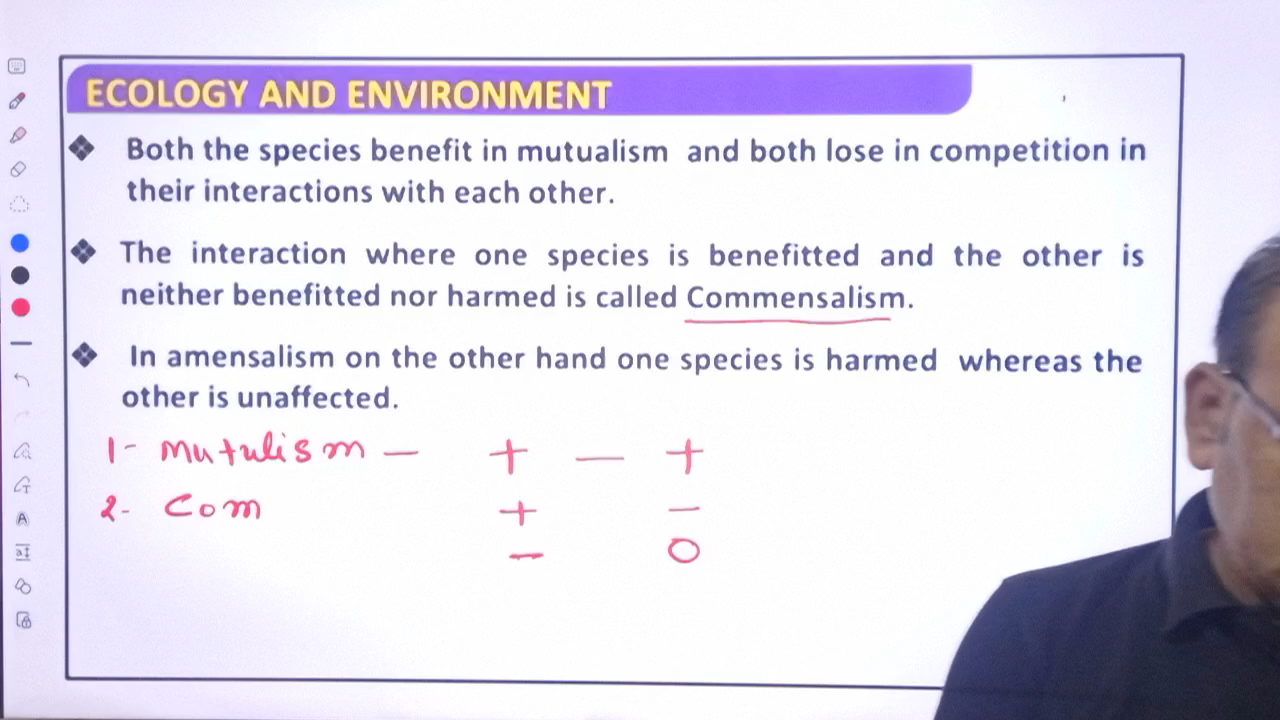 ECOLOGY AND ENVIRONMENT
❖ Both the species benefit in mutualism and both lose in competition in
their interactions with each other.
❖ The interaction where one species is benefitted and the other is
neither benefitted nor harmed is called Commensalism.
❖ In amensalism on the other hand one species is harmed whereas the
other is unaffected.
1- mutulism — + — +
2- Com + –
– 0